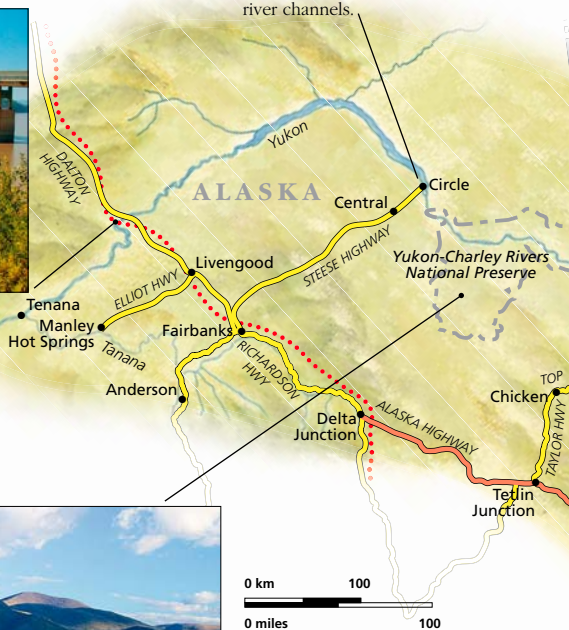 river channels.
Yukon
DALTON
HIGHWAY
ALASKA
Circle
Central
STEESE HIGHWAY
Yukon-Charley Rivers
National Preserve
Livengood
ELLIOT HWY
Tenana
Manley
Hot Springs
Tanana
Fairbanks
RICHARDSON
HWY
Anderson
Delta
Junction
ALASKA HIGHWAY
TOP
Chicken
TAYLOR HWY
Tetlin
Junction
0 km 100
0 miles 100